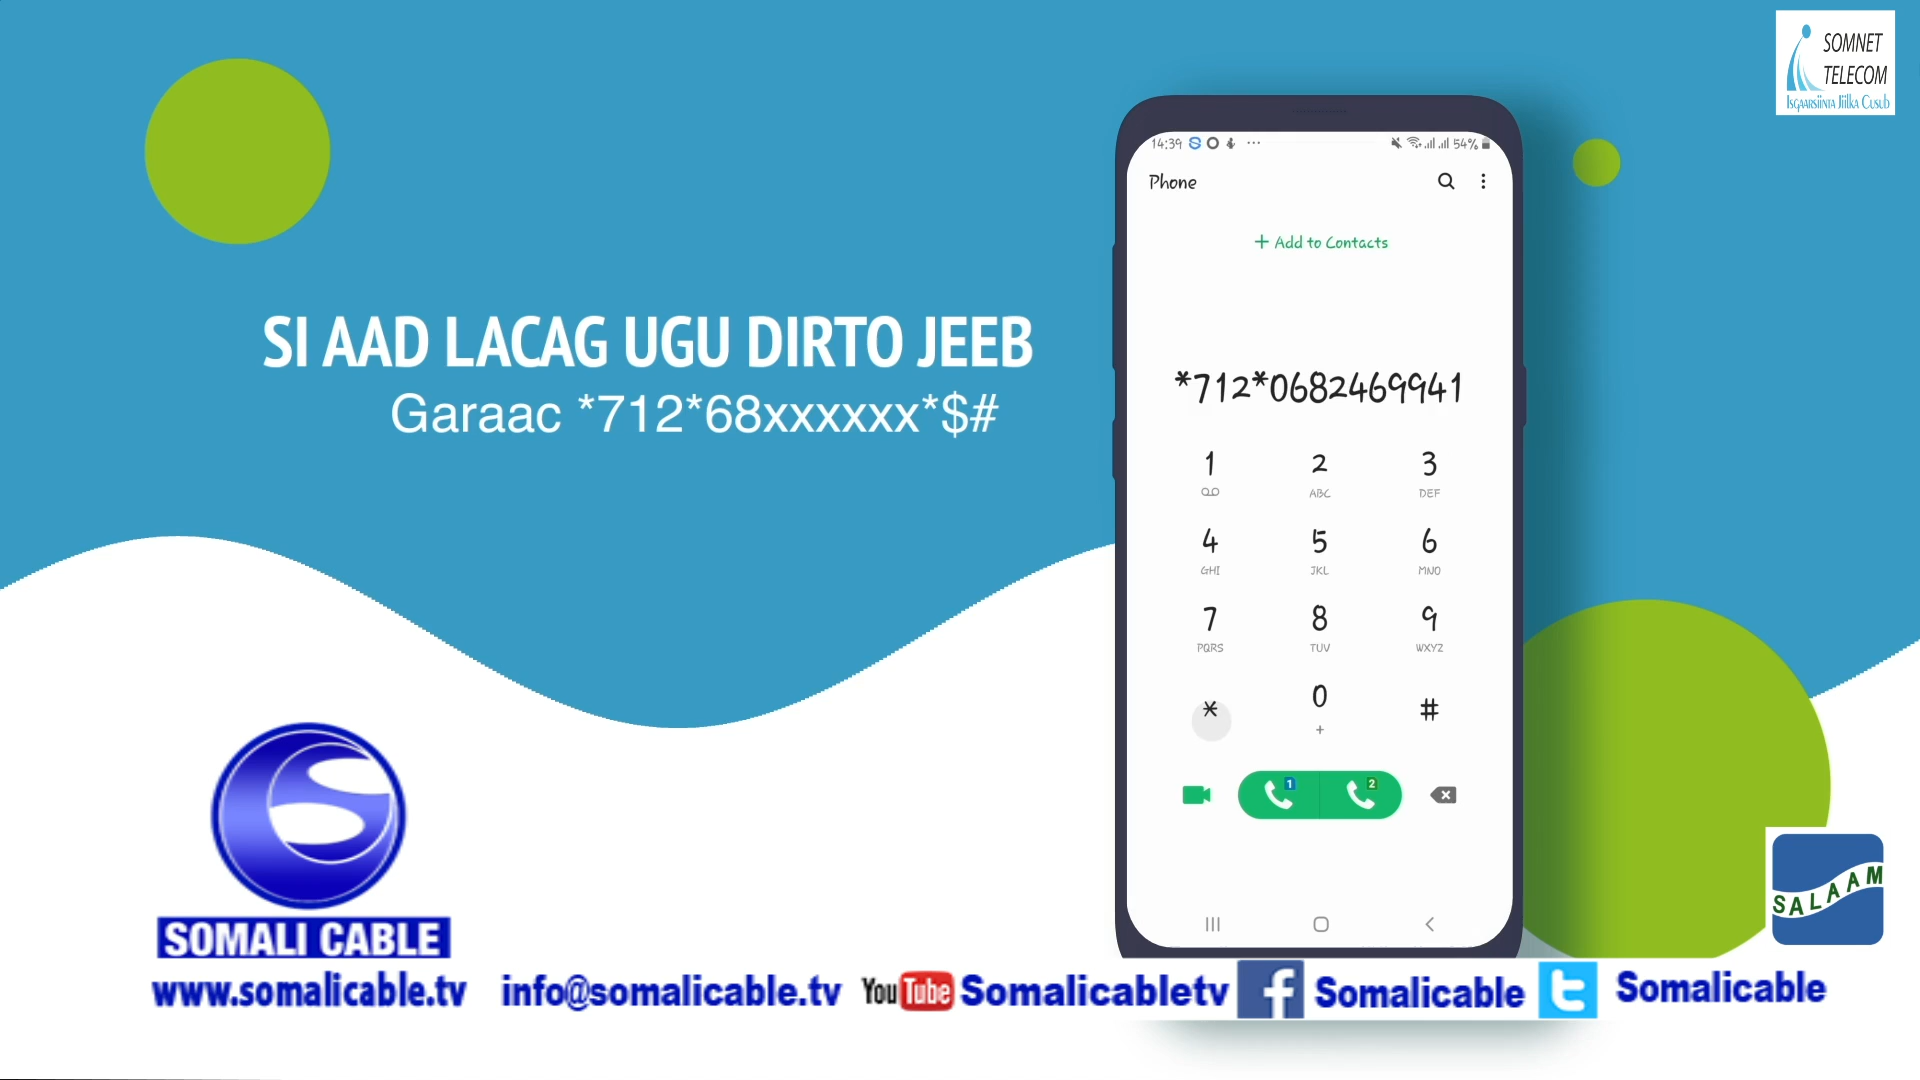 SOMNET
TELECOM
Isgaarsiinta Jiilka Cusub
SI AAD LACAG UGU DIRTO JEEB
Garaac *712*68xxxxxx*$#
14:39
54%
Phone
+ Add to Contacts
*712*0682469941
1 2 3
ABC DEF
4 5 6
GHI JKL MNO
7 8 9
PQRS TUV WXYZ
* 0 #
+
1 2
SALAAM
SOMALI CABLE
www.somalicable.tv info@somalicable.tv YouTube Somalicabletv f Somalicable t Somalicable